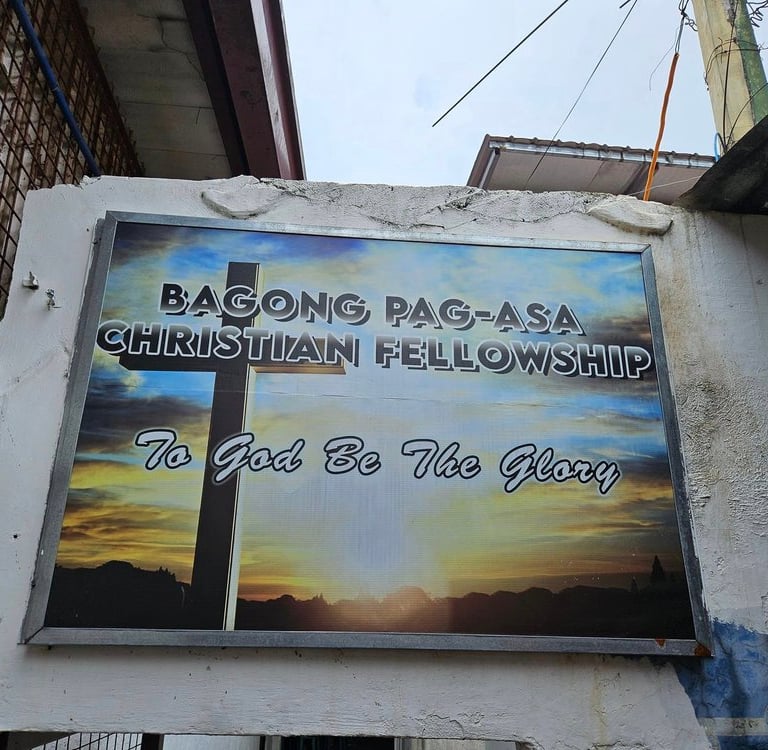 BAGONG PAG-ASA
CHRISTIAN FELLOWSHIP
To God Be The Glory